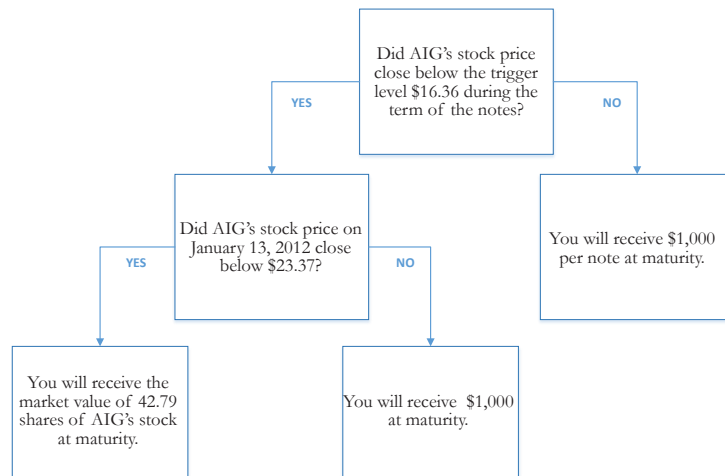 Did AIG's stock price
close below the trigger
level $16.36 during the
term of the notes?
YES
NO
Did AIG's stock price on
January 13, 2012 close
below $23.37?
You will receive $1,000
per note at maturity.
YES
NO
You will receive the
market value of 42.79
shares of AIG's stock
at maturity.
You will receive  $1,000
at maturity.